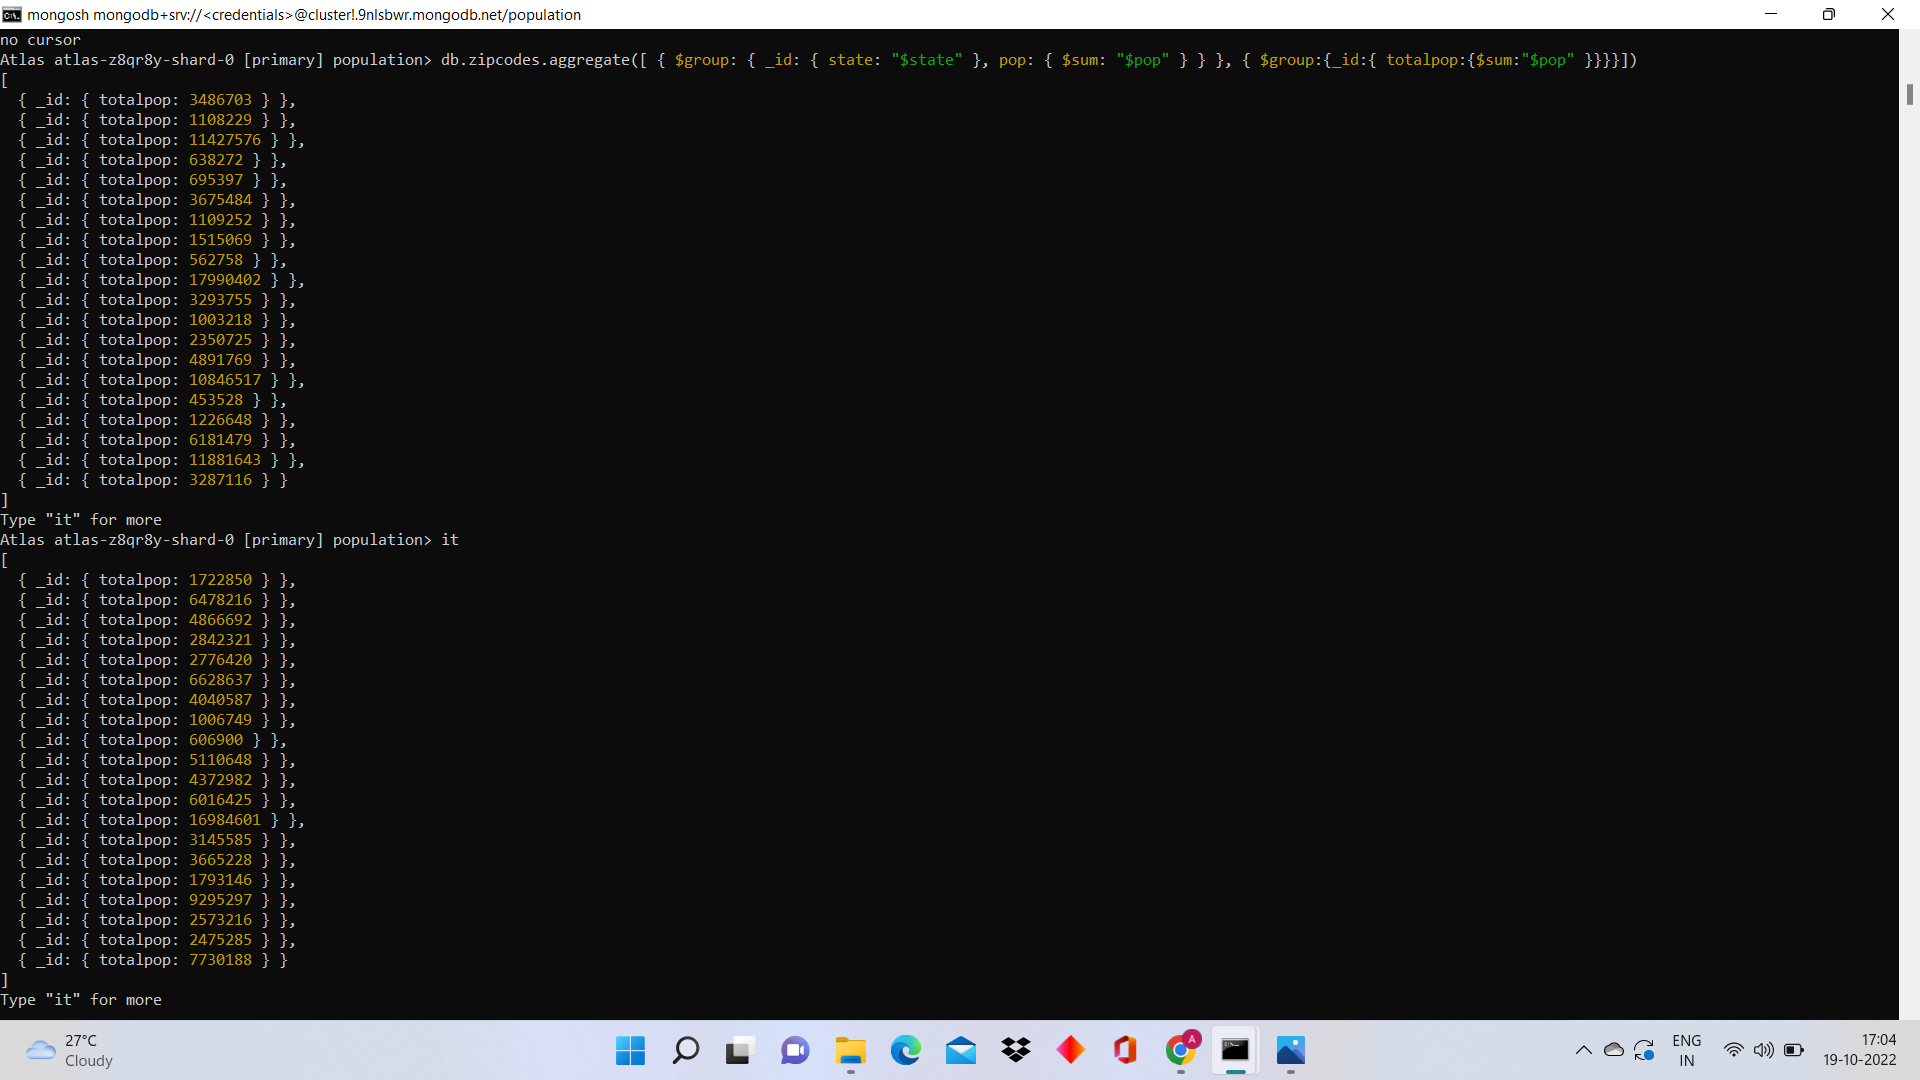 mongosh mongodb+srv://<credentials>@cluster!.9nlsbwr.mongodb.net/population
no cursor
Atlas atlas-z8qr8y-shard-0 [primary] population> db.zipcodes.aggregate([ { $group: { _id: { state: "$state" }, pop: { $sum: "$pop" } } }, { $group:{_id:{ totalpop:{$sum:"$pop" }}}}])
[
  { _id: { totalpop: 3486703 } },
  { _id: { totalpop: 1108229 } },
  { _id: { totalpop: 11427576 } },
  { _id: { totalpop: 638272 } },
  { _id: { totalpop: 695397 } },
  { _id: { totalpop: 3675484 } },
  { _id: { totalpop: 1109252 } },
  { _id: { totalpop: 1515069 } },
  { _id: { totalpop: 562758 } },
  { _id: { totalpop: 17990402 } },
  { _id: { totalpop: 3293755 } },
  { _id: { totalpop: 1003218 } },
  { _id: { totalpop: 2350725 } },
  { _id: { totalpop: 4891769 } },
  { _id: { totalpop: 10846517 } },
  { _id: { totalpop: 453528 } },
  { _id: { totalpop: 1226648 } },
  { _id: { totalpop: 6181479 } },
  { _id: { totalpop: 11881643 } },
  { _id: { totalpop: 3287116 } }
]
Type "it" for more
Atlas atlas-z8qr8y-shard-0 [primary] population> it
[
  { _id: { totalpop: 1722850 } },
  { _id: { totalpop: 6478216 } },
  { _id: { totalpop: 4866692 } },
  { _id: { totalpop: 2842321 } },
  { _id: { totalpop: 2776420 } },
  { _id: { totalpop: 6628637 } },
  { _id: { totalpop: 4040587 } },
  { _id: { totalpop: 1006749 } },
  { _id: { totalpop: 606900 } },
  { _id: { totalpop: 5110648 } },
  { _id: { totalpop: 4372982 } },
  { _id: { totalpop: 6016425 } },
  { _id: { totalpop: 16984601 } },
  { _id: { totalpop: 3145585 } },
  { _id: { totalpop: 3665228 } },
  { _id: { totalpop: 1793146 } },
  { _id: { totalpop: 9295297 } },
  { _id: { totalpop: 2573216 } },
  { _id: { totalpop: 2475285 } },
  { _id: { totalpop: 7730188 } }
]
Type "it" for more
27°C
Cloudy
A
ENG
IN
17:04
19-10-2022